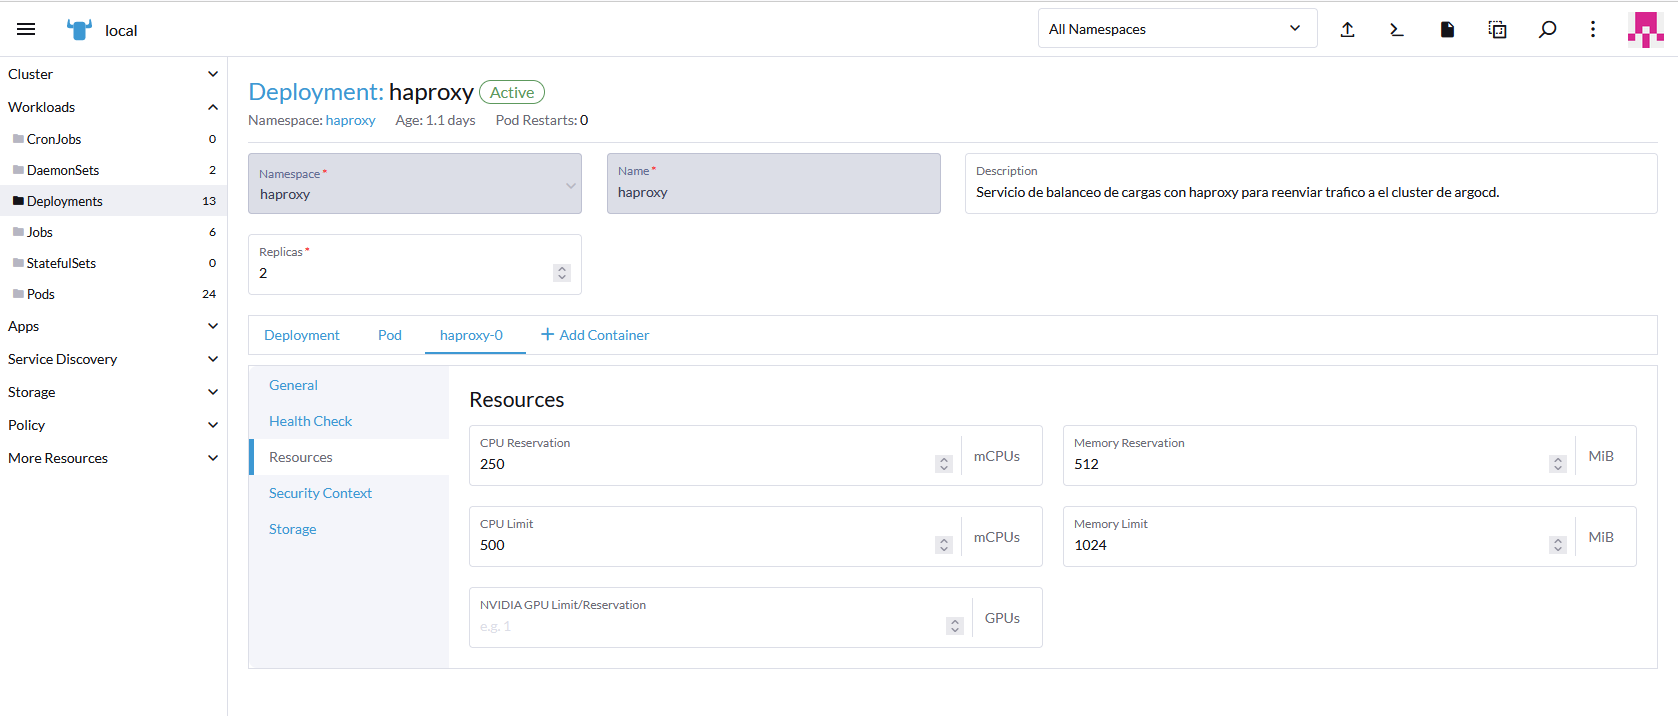 local
All Namespaces
Cluster
Workloads
CronJobs 0
DaemonSets 2
Deployments 13
Jobs 6
StatefulSets 0
Pods 24
Apps
Service Discovery
Storage
Policy
More Resources
Deployment: haproxy Active
Namespace: haproxy Age: 1.1 days Pod Restarts: 0
Namespace *
haproxy
Name *
haproxy
Description
Servicio de balanceo de cargas con haproxy para reenviar trafico a el cluster de argocd.
Replicas *
2
Deployment Pod haproxy-0 + Add Container
General
Health Check
Resources
Security Context
Storage
Resources
CPU Reservation
250 mCPUs
Memory Reservation
512 MiB
CPU Limit
500 mCPUs
Memory Limit
1024 MiB
NVIDIA GPU Limit/Reservation
e.g. 1 GPUs